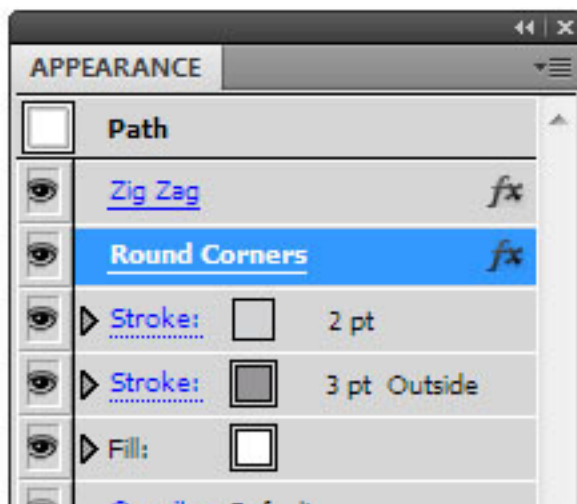 APPEARANCE
Path
Zig Zag fx
Round Corners fx
Stroke: 2 pt
Stroke: 3 pt Outside
Fill: